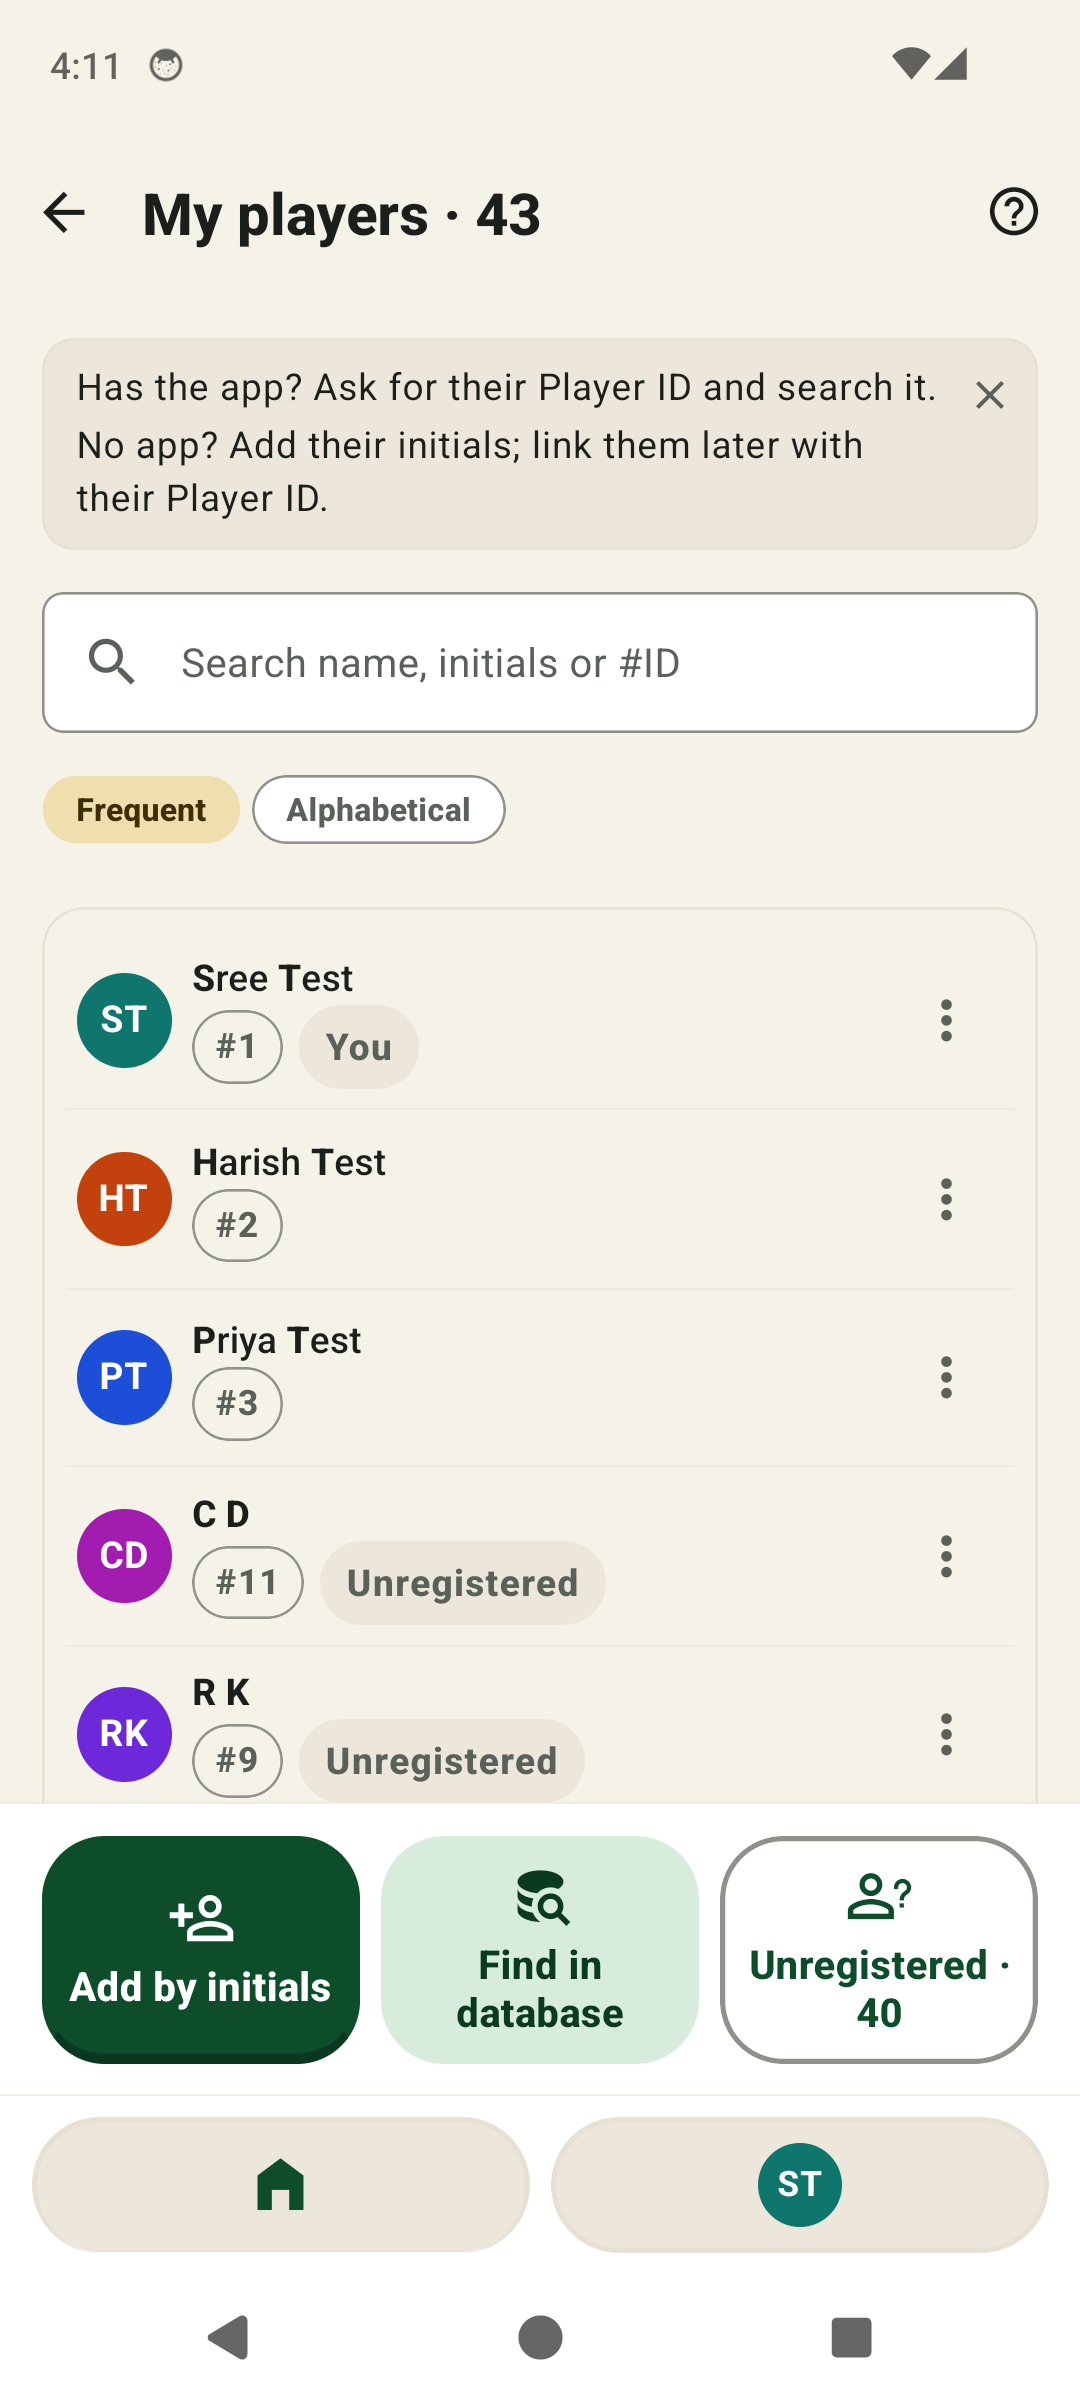 4:11
My players · 43
Has the app? Ask for their Player ID and search it.
No app? Add their initials; link them later with
their Player ID.
Search name, initials or #ID
Frequent
Alphabetical
Sree Test
ST
#1
You
Harish Test
HT
#2
Priya Test
PT
#3
C D
CD
#11
Unregistered
R K
RK
#9
Unregistered
Add by initials
Find in
database
Unregistered ·
40
ST